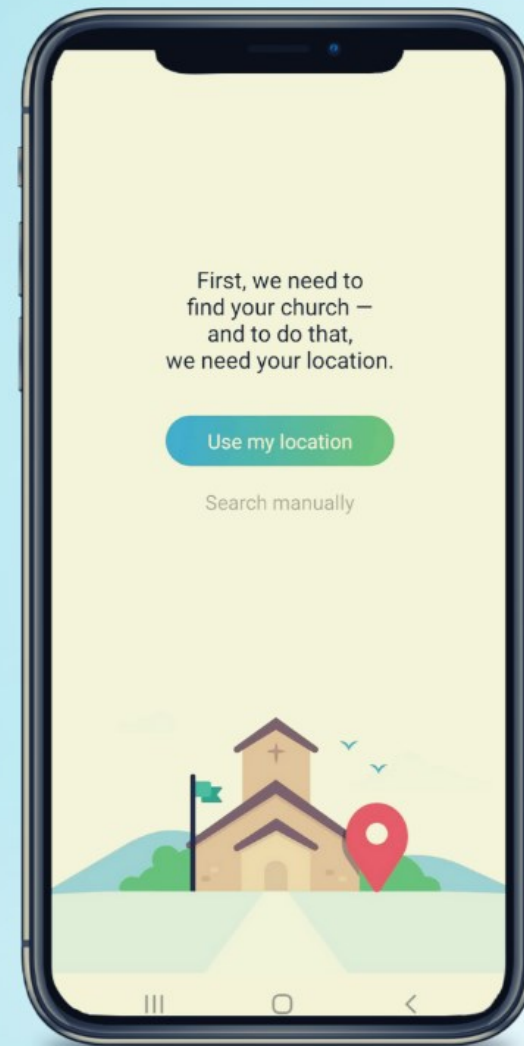 First, we need to
find your church —
and to do that,
we need your location.
Use my location
Search manually